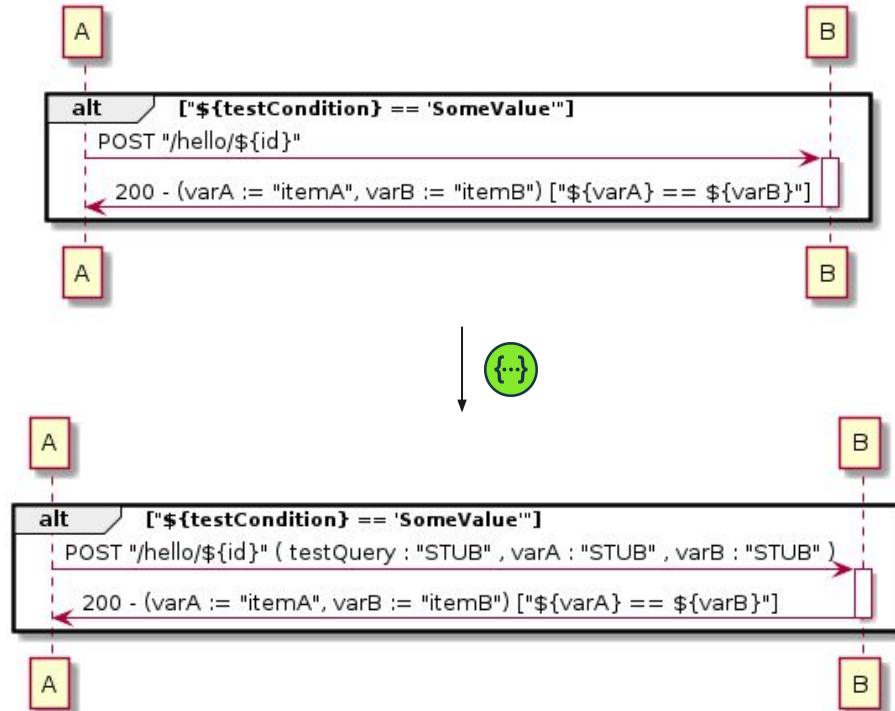 A B
alt ["${testCondition} == 'SomeValue'"]
POST "/hello/${id}"
200 - (varA := "itemA", varB := "itemB") ["${varA} == ${varB}"]
A B
{...}
A B
alt ["${testCondition} == 'SomeValue'"]
POST "/hello/${id}" ( testQuery : "STUB" , varA : "STUB" , varB : "STUB" )
200 - (varA := "itemA", varB := "itemB") ["${varA} == ${varB}"]
A B